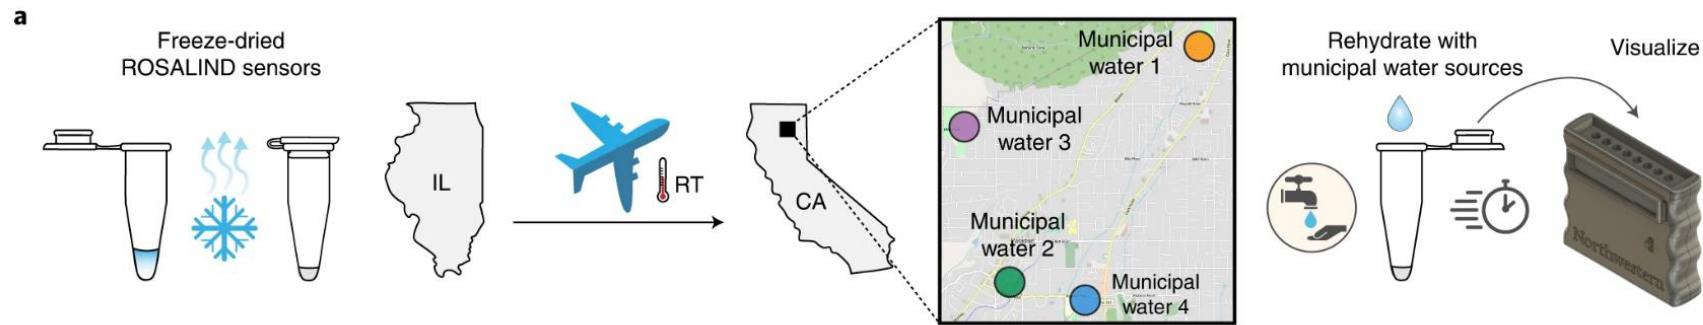 a
Freeze-dried
ROSALIND sensors
IL
RT
CA
Municipal
water 1
Municipal
water 3
Municipal
water 2
Municipal
water 4
Rehydrate with
municipal water sources
Visualize
Northwestern